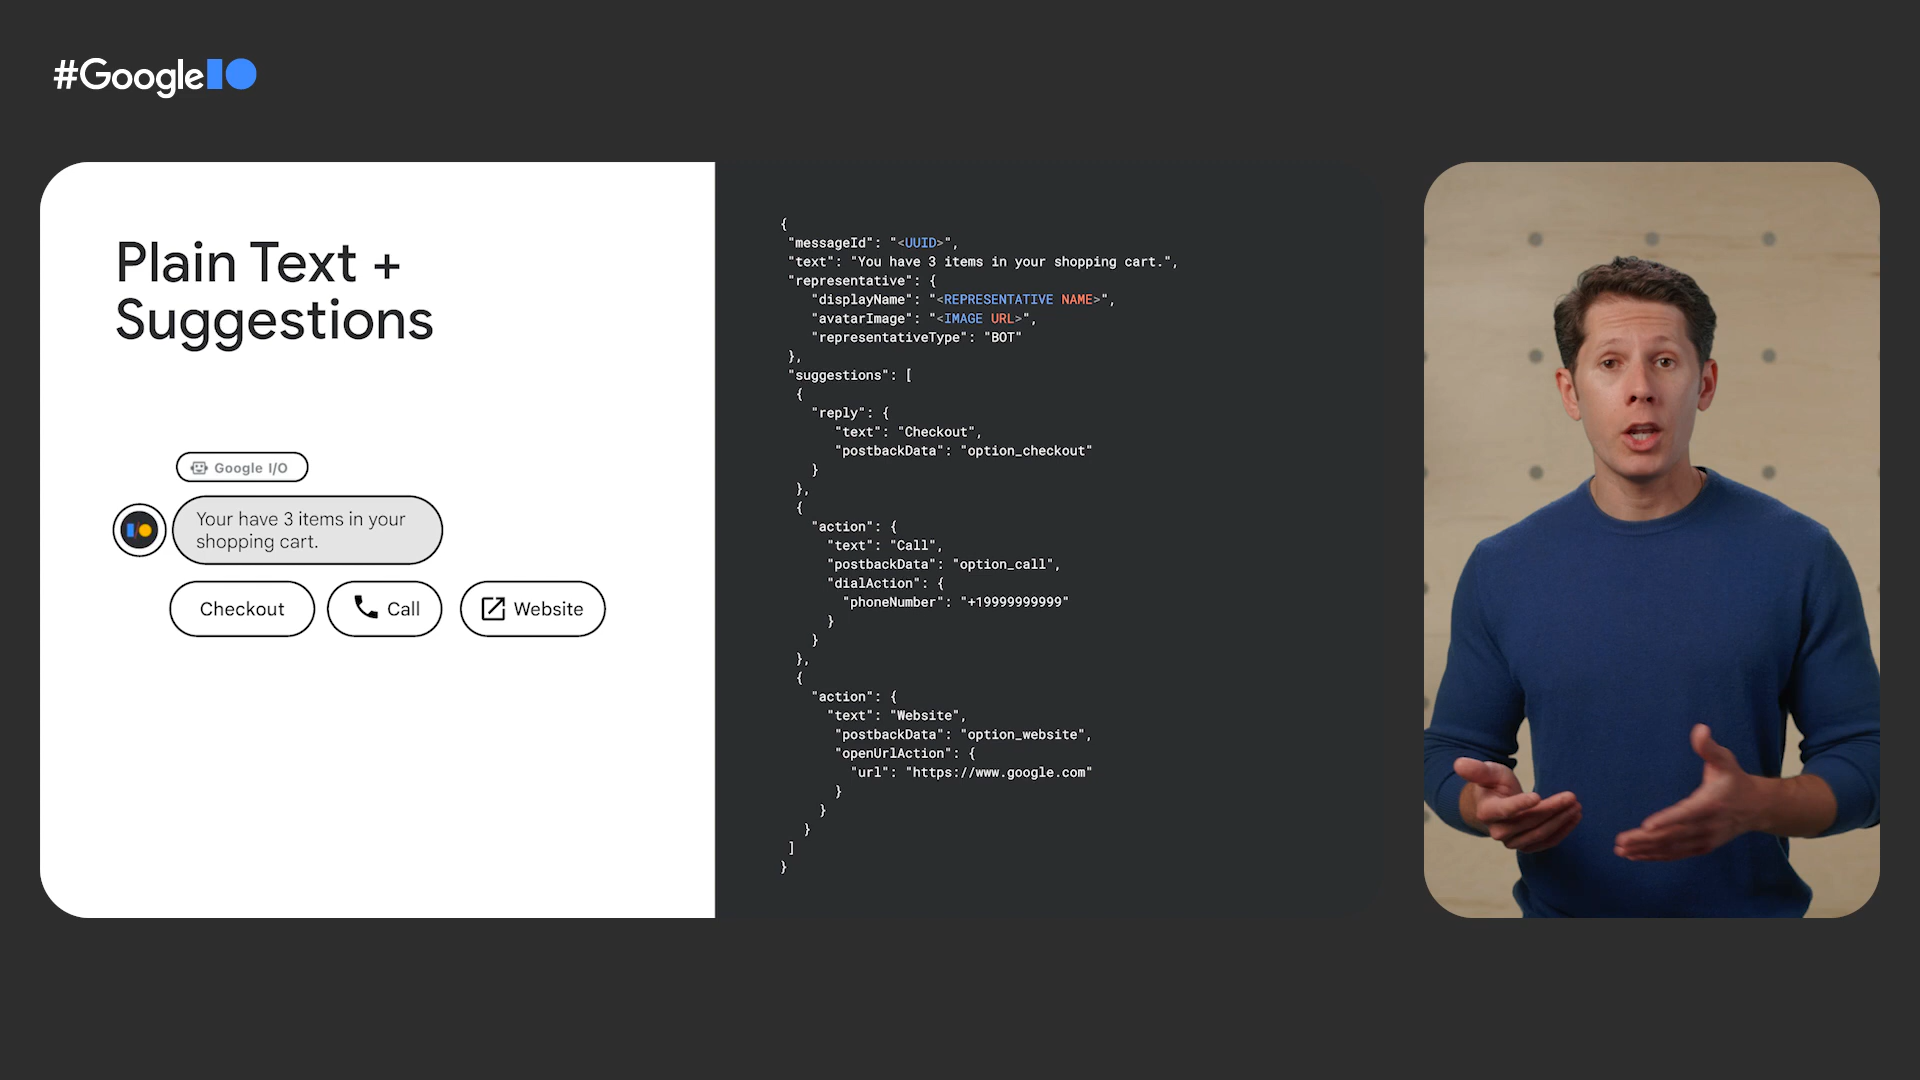 #GoogleIO
Plain Text +
Suggestions
Google I/O
I/O
Your have 3 items in your
shopping cart.
Checkout
Call
Website
{
"messageId": "<UUID>",
"text": "You have 3 items in your shopping cart.",
"representative": {
"displayName": "<REPRESENTATIVE NAME>",
"avatarImage": "<IMAGE URL>",
"representativeType": "BOT"
},
"suggestions": [
{
"reply": {
"text": "Checkout",
"postbackData": "option_checkout"
}
},
{
"action": {
"text": "Call",
"postbackData": "option_call",
"dialAction": {
"phoneNumber": "+19999999999"
}
}
},
{
"action": {
"text": "Website",
"postbackData": "option_website",
"openUrlAction": {
"url": "https://www.google.com"
}
}
}
]
}